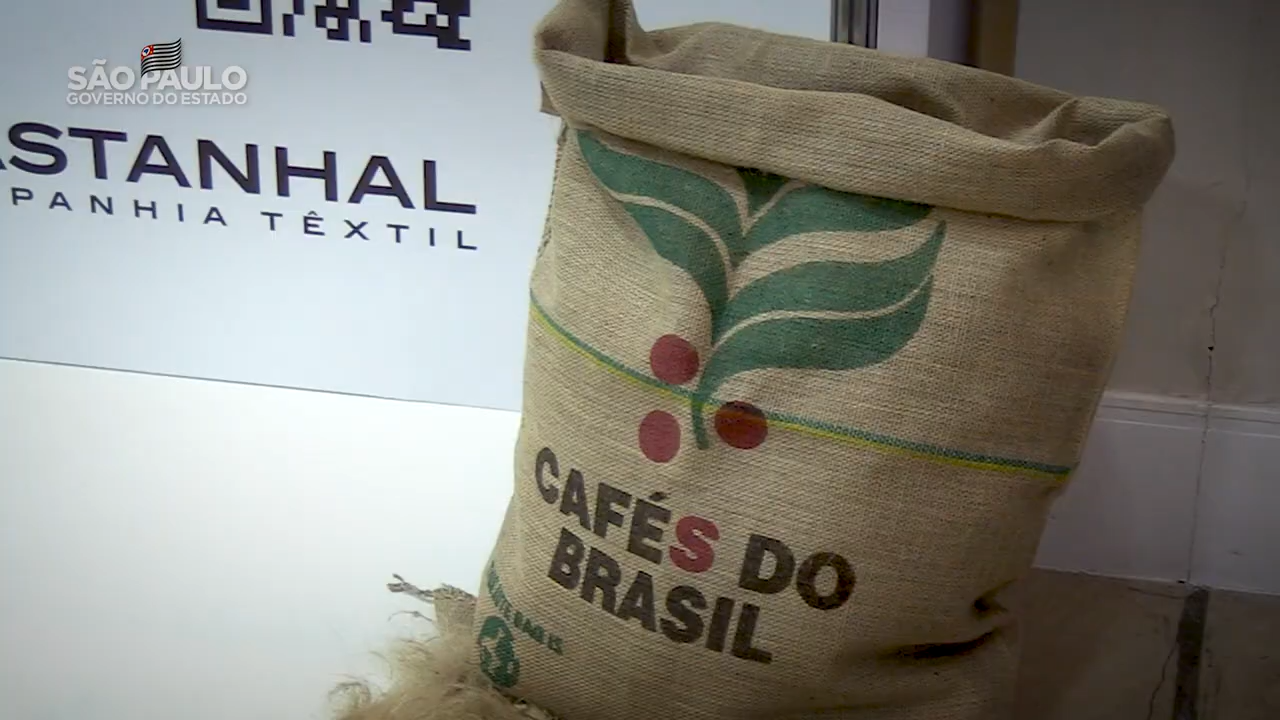 SÃO PAULO
GOVERNO DO ESTADO
ASTANHAL
PANHIA TÊXTIL
CAFÉS DO
BRASIL